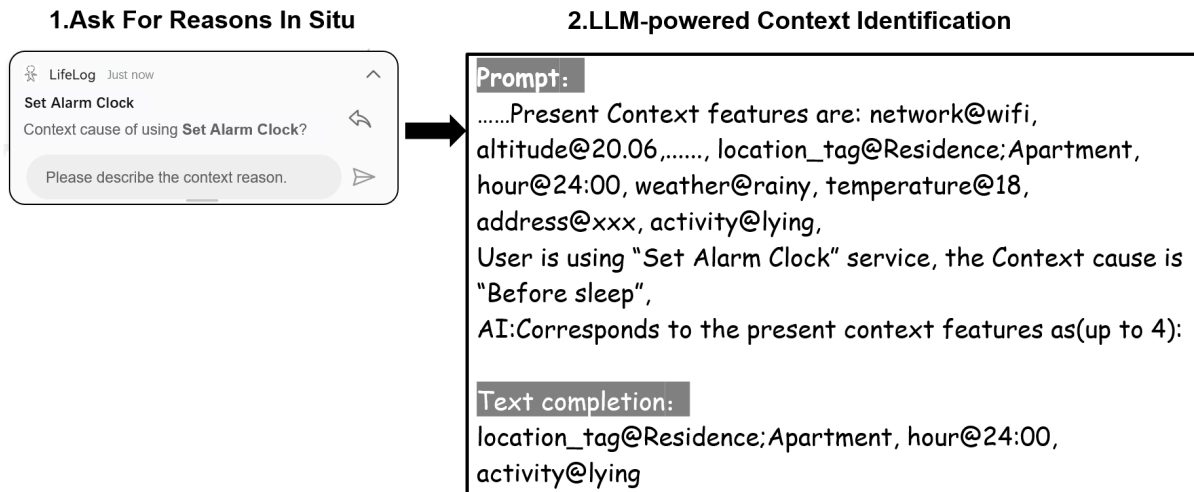 1.Ask For Reasons In Situ
LifeLog Just now
Set Alarm Clock
Context cause of using Set Alarm Clock?
Please describe the context reason.
2.LLM-powered Context Identification
Prompt:
......Present Context features are: network@wifi,
altitude@20.06,......, location_tag@Residence;Apartment,
hour@24:00, weather@rainy, temperature@18,
address@xxx, activity@lying,
User is using “Set Alarm Clock” service, the Context cause is
“Before sleep”,
AI:Corresponds to the present context features as(up to 4):
Text completion:
location_tag@Residence;Apartment, hour@24:00,
activity@lying